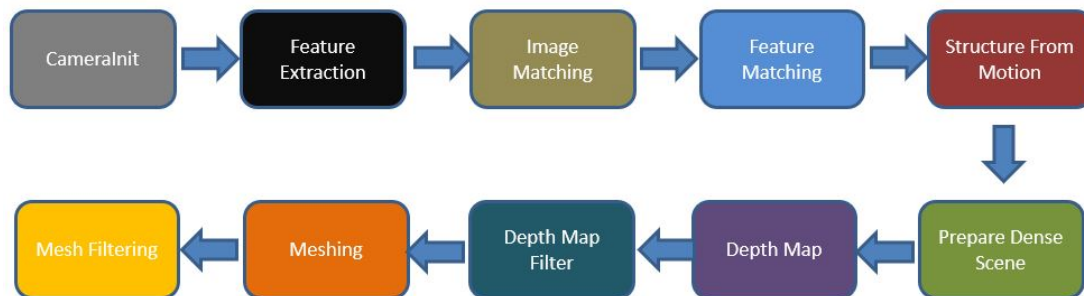 CameraInit
Feature
Extraction
Image
Matching
Feature
Matching
Structure From
Motion
Mesh Filtering
Meshing
Depth Map
Filter
Depth Map
Prepare Dense
Scene